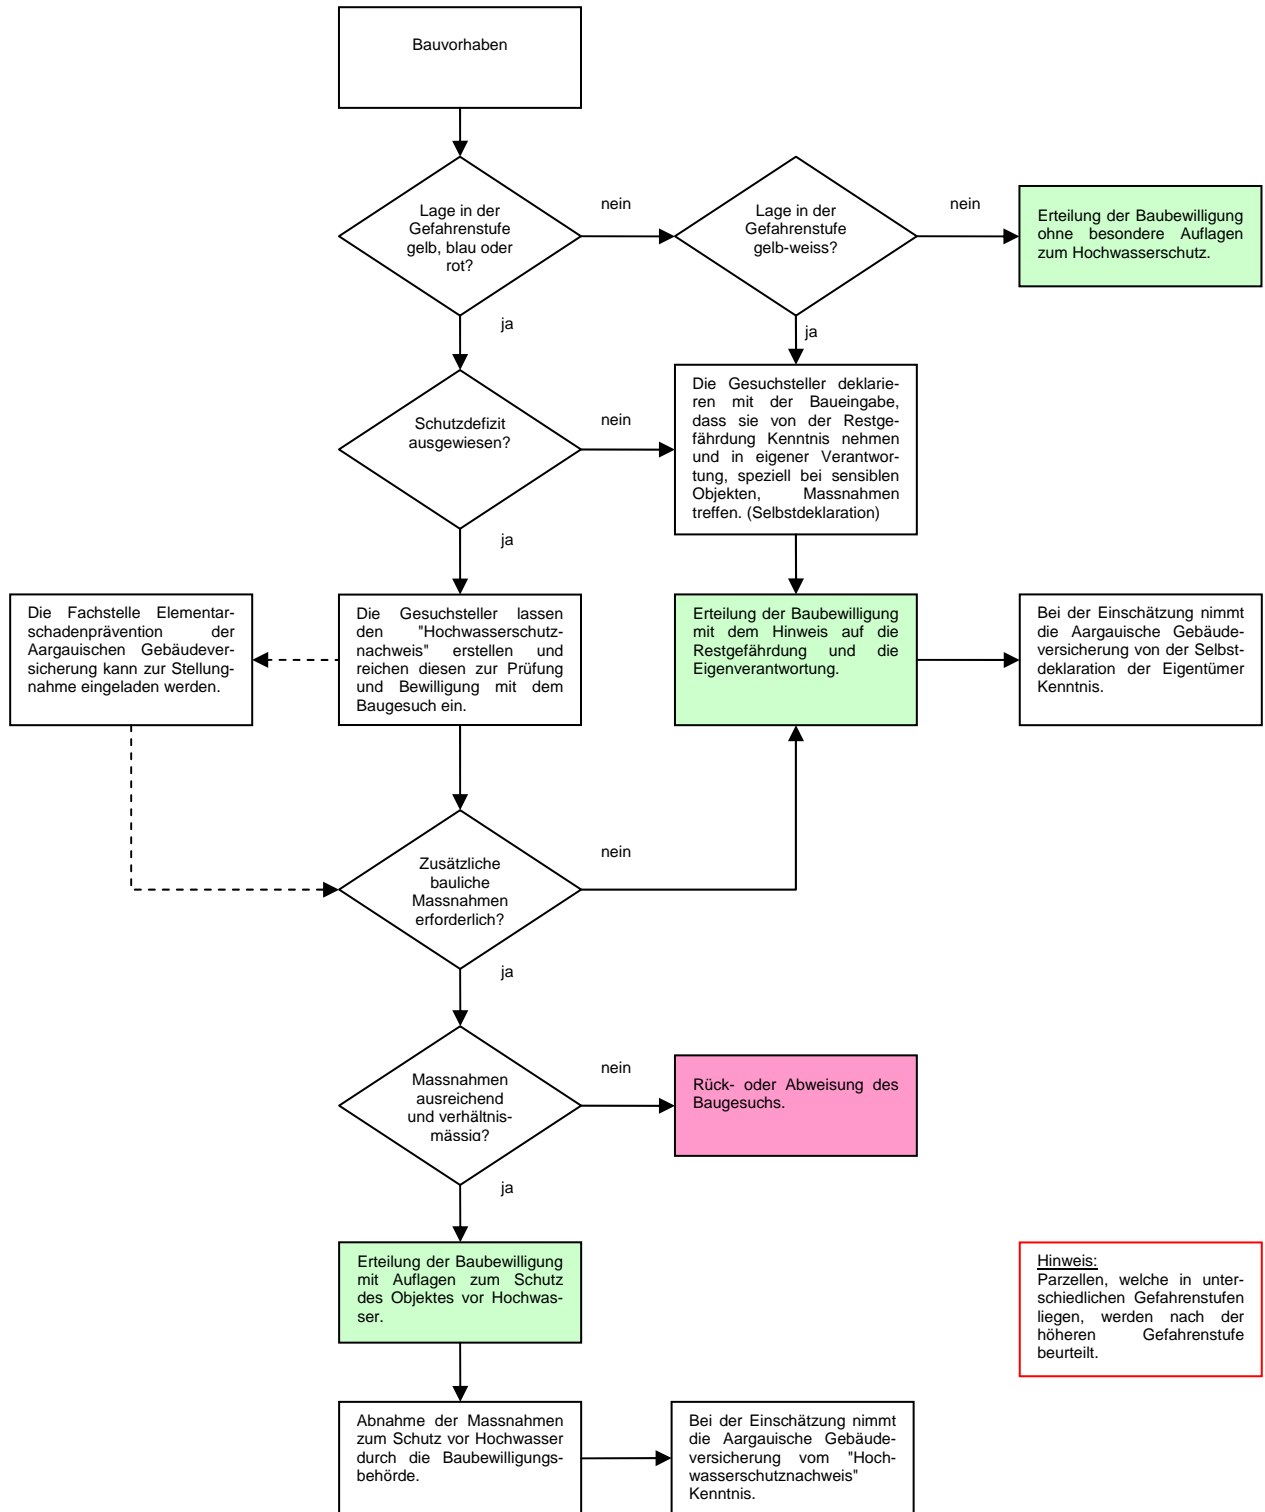 Bauvorhaben
Lage in der
Gefahrenstufe
gelb, blau oder
rot?
nein
Lage in der
Gefahrenstufe
gelb-weiss?
nein
Erteilung der Baubewilligung
ohne besondere Auflagen
zum Hochwasserschutz.
ja
ja
Schutzdefizit
ausgewiesen?
nein
Die Gesuchsteller deklarie-
ren mit der Baueingabe,
dass sie von der Restge-
fährdung Kenntnis nehmen
und in eigener Verantwor-
tung, speziell bei sensiblen
Objekten, Massnahmen
treffen. (Selbstdeklaration)
ja
Die Fachstelle Elementar-
schadenprävention der
Aargauischen Gebäudever-
sicherung kann zur Stellung-
nahme eingeladen werden.
Die Gesuchsteller lassen
den "Hochwasserschutz-
nachweis" erstellen und
reichen diesen zur Prüfung
und Bewilligung mit dem
Baugesuch ein.
Erteilung der Baubewilligung
mit dem Hinweis auf die
Restgefährdung und die
Eigenverantwortung.
Bei der Einschätzung nimmt
die Aargauische Gebäude-
versicherung von der Selbst-
deklaration der Eigentümer
Kenntnis.
Zusätzliche
bauliche
Massnahmen
erforderlich?
nein
ja
Massnahmen
ausreichend
und verhältnis-
mässig?
nein
Rück- oder Abweisung des
Baugesuchs.
ja
Erteilung der Baubewilligung
mit Auflagen zum Schutz
des Objektes vor Hochwas-
ser.
Hinweis:
Parzellen, welche in unter-
schiedlichen Gefahrenstufen
liegen, werden nach der
höheren Gefahrenstufe
beurteilt.
Abnahme der Massnahmen
zum Schutz vor Hochwasser
durch die Baubewilligungs-
behörde.
Bei der Einschätzung nimmt
die Aargauische Gebäude-
versicherung vom "Hoch-
wasserschutznachweis"
Kenntnis.